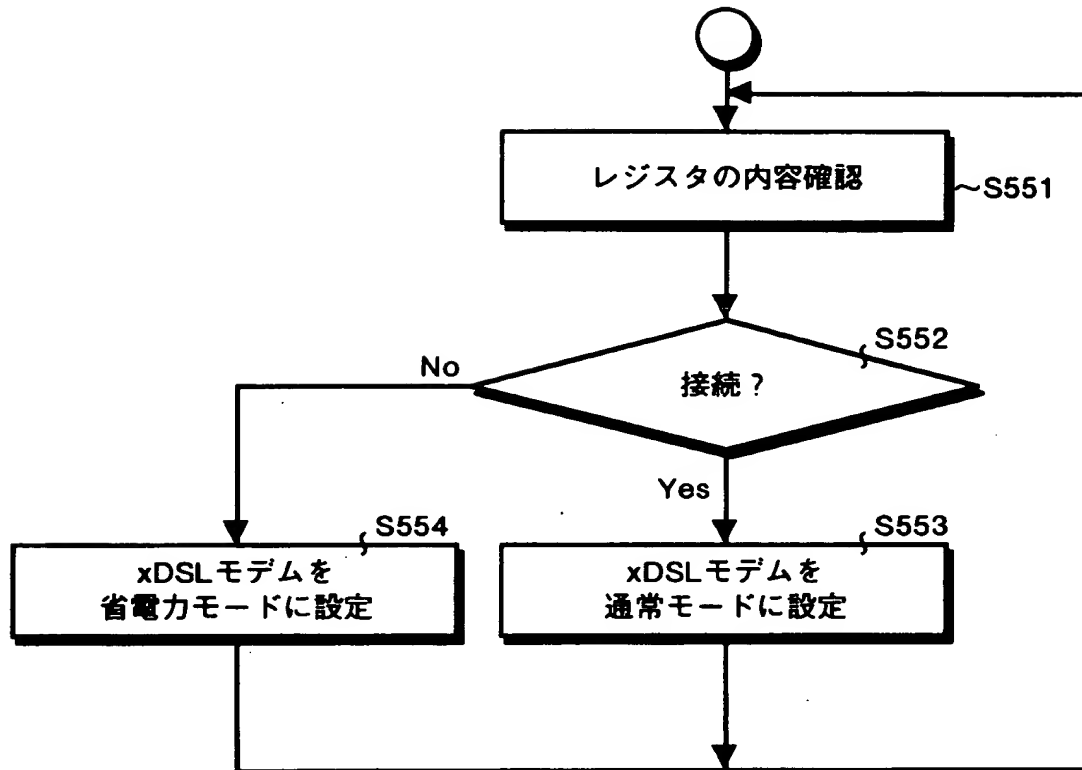 レジスタの内容確認
～S551
S552
接続？
No
Yes
S554
xDSLモデムを
省電力モードに設定
S553
xDSLモデムを
通常モードに設定